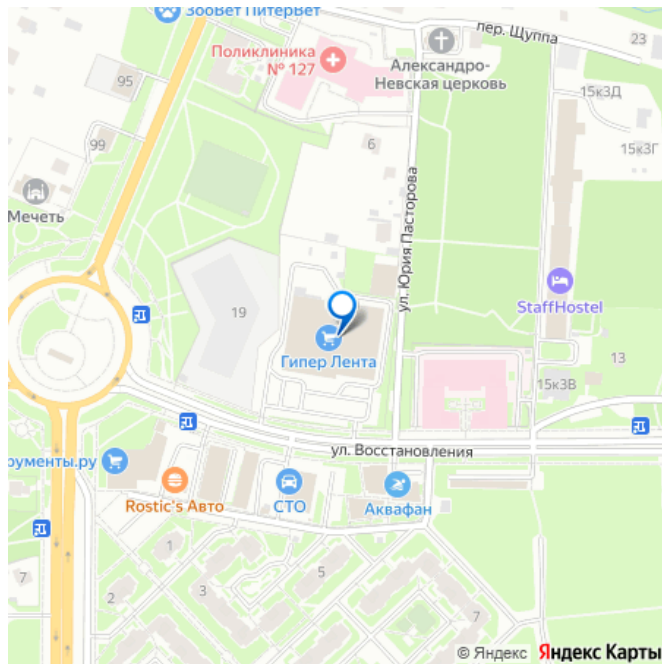 ЗооВет ПитерВет
пер. Щуппа
23
Поликлиника
№ 127
Александро-
Невская церковь
95
15к3Д
99
6
15к3Г
Мечеть
ул. Юрия Пасторова
StaffHostel
19
Гипер Лента
13
15к3В
ул. Восстановления
рументы.ру
Rostic's Авто
СТО
Аквафан
1
5
7
3
2
7
© Яндекс Яндекс Карты